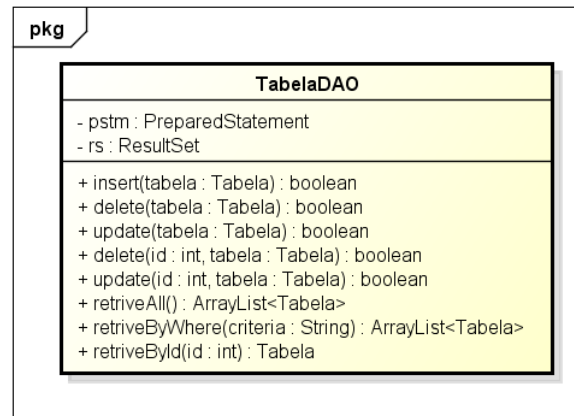 pkg
TabelaDAO
- pstm : PreparedStatement
- rs : ResultSet
+ insert(tabela : Tabela) : boolean
+ delete(tabela : Tabela) : boolean
+ update(tabela : Tabela) : boolean
+ delete(id : int, tabela : Tabela) : boolean
+ update(id : int, tabela : Tabela) : boolean
+ retriveAll() : ArrayList<Tabela>
+ retriveByWhere(criteria : String) : ArrayList<Tabela>
+ retriveById(id : int) : Tabela